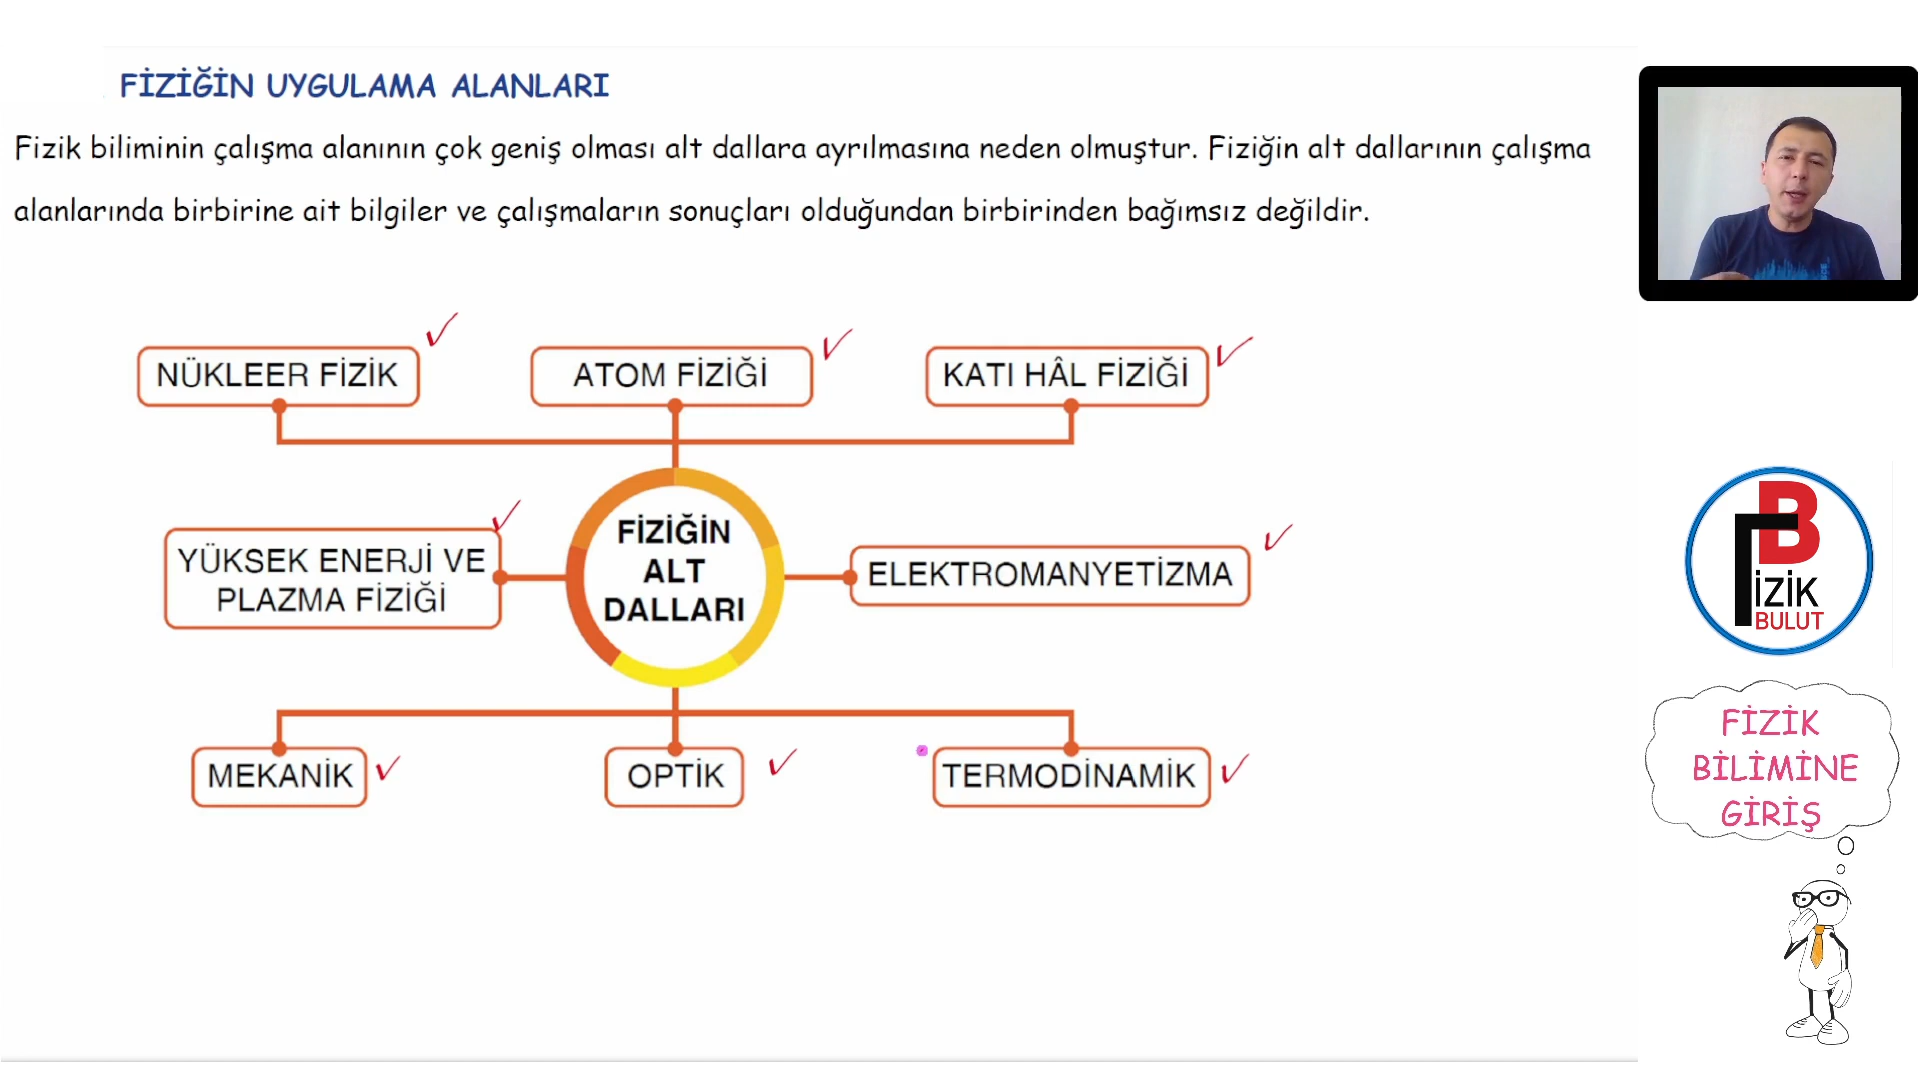 FİZİĞİN UYGULAMA ALANLARI
Fizik biliminin çalışma alanının çok geniş olması alt dallara ayrılmasına neden olmuştur. Fiziğin alt dallarının çalışma
alanlarında birbirine ait bilgiler ve çalışmaların sonuçları olduğundan birbirinden bağımsız değildir.
NÜKLEER FİZİK
ATOM FİZİĞİ
KATI HÂL FİZİĞİ
YÜKSEK ENERJİ VE
PLAZMA FİZİĞİ
FİZİĞİN
ALT
DALLARI
ELEKTROMANYETİZMA
MEKANİK
OPTİK
TERMODİNAMİK
B
FİZİK
BULUT
FİZİK
BİLİMİNE
GİRİŞ